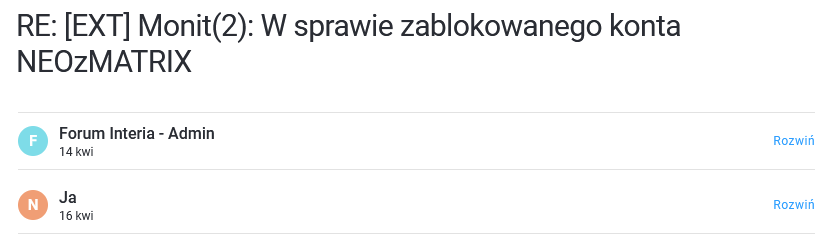 RE: [EXT] Monit(2): W sprawie zablokowanego konta
NEOzMATRIX
F
Forum Interia - Admin
Rozwiń
14 kwi
N
Ja
Rozwiń
16 kwi